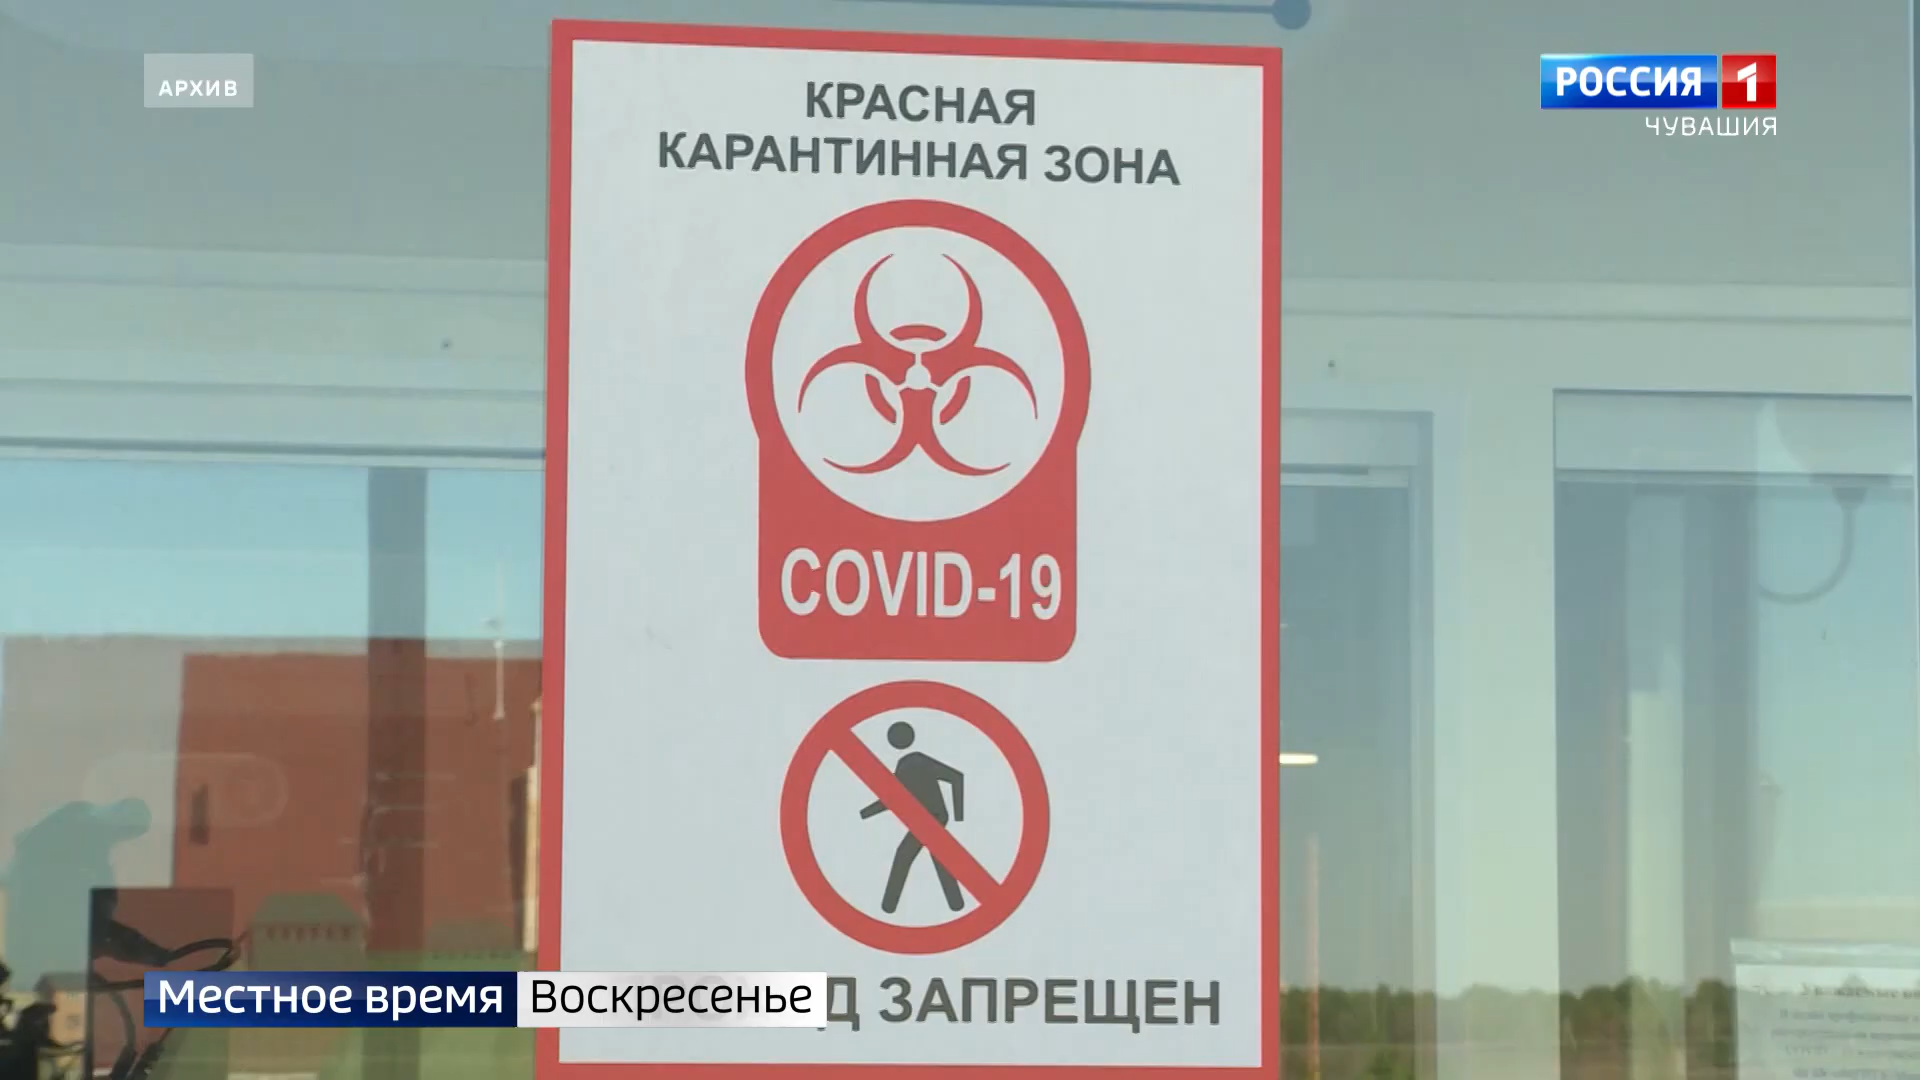 АРХИВ
РОССИЯ 1
ЧУВАШИЯ
КРАСНАЯ
КАРАНТИННАЯ ЗОНА
COVID-19
ЗАПРЕЩЕН
Местное время Воскресенье